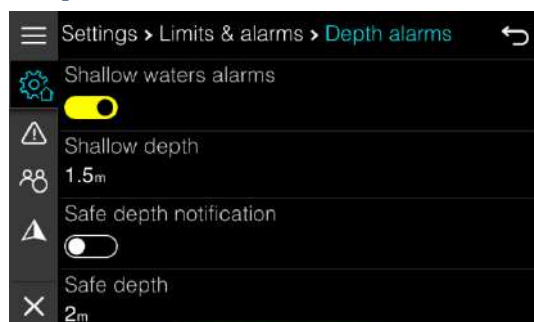 Settings > Limits & alarms > Depth alarms
Shallow waters alarms
Shallow depth
1.5m
Safe depth notification
Safe depth
2m